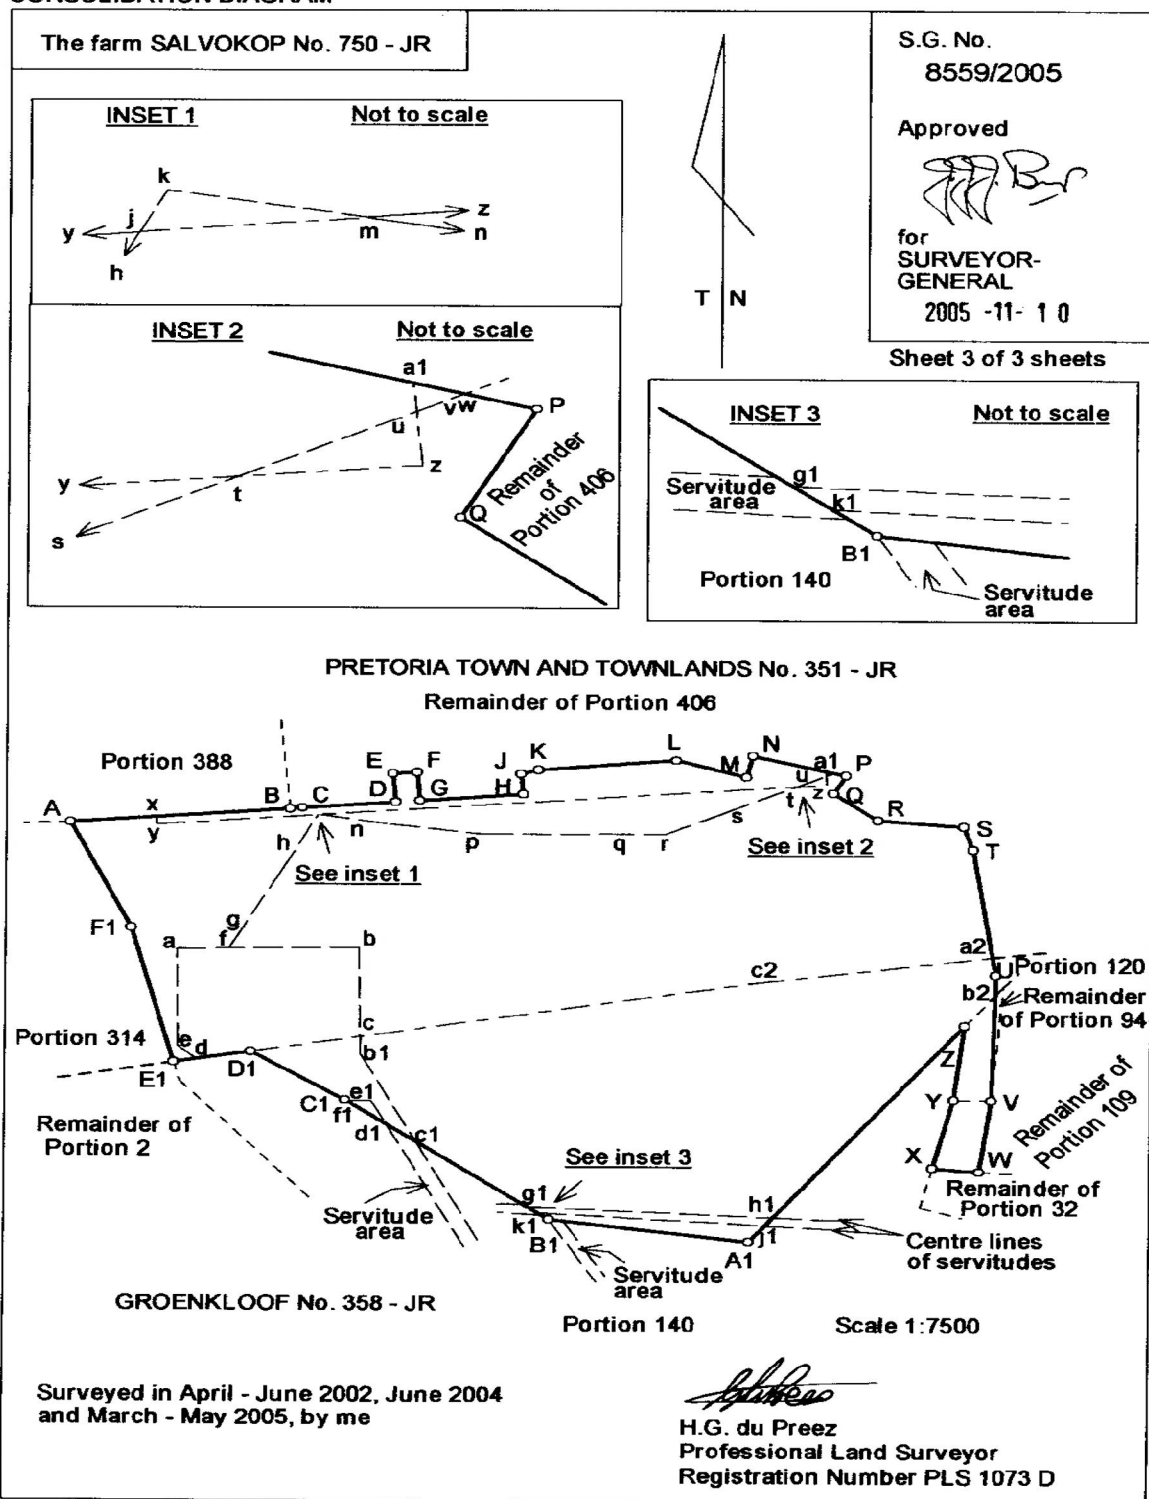 CONSOLIDATION DIAGRAM
The farm SALVOKOP No. 750 - JR
S.G. No.
8559/2005
Approved
for
SURVEYOR-
GENERAL
2005 -11- 1 0
Sheet 3 of 3 sheets
INSET 1 Not to scale
k
j
y
h
m
z
n
T N
INSET 2 Not to scale
a1
v w
P
u
z
y
t
s
Q
Remainder
of
Portion 406
INSET 3 Not to scale
g1
Servitude
area
k1
B1
Portion 140
Servitude
area
PRETORIA TOWN AND TOWNLANDS No. 351 - JR
Remainder of Portion 406
Portion 388
A x B C D E F G H J K L M N a1 P
y h n p q r s t u z Q R S
See inset 1
See inset 2
T
F1 a g f b
a2
c2
U Portion 120
b2 Remainder
of Portion 94
Portion 314
e d c b1
E1 D1
Z
Y V
Remainder of
Portion 109
C1 e1
f1
d1 c1
Remainder of
Portion 2
X W
Remainder of
Portion 32
See inset 3
g1 h1
k1
B1 A1 j1
Servitude
area
Centre lines
of servitudes
Servitude
area
GROENKLOOF No. 358 - JR
Portion 140
Scale 1:7500
Surveyed in April - June 2002, June 2004
and March - May 2005, by me
H.G. du Preez
Professional Land Surveyor
Registration Number PLS 1073 D